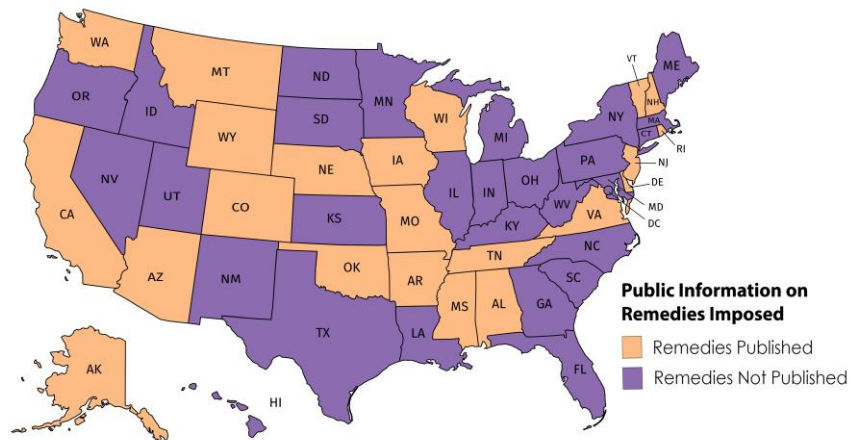 WA
MT
ND
MN
VT
ME
OR
ID
SD
WI
NH
NY
MA
WY
MI
CT
RI
NE
IA
PA
NJ
NV
UT
CO
IL
IN
OH
DE
CA
KS
MO
WV
VA
MD
KY
DC
AZ
NM
OK
AR
TN
NC
MS
AL
GA
SC
TX
LA
FL
AK
HI
Public Information on
Remedies Imposed
Remedies Published
Remedies Not Published